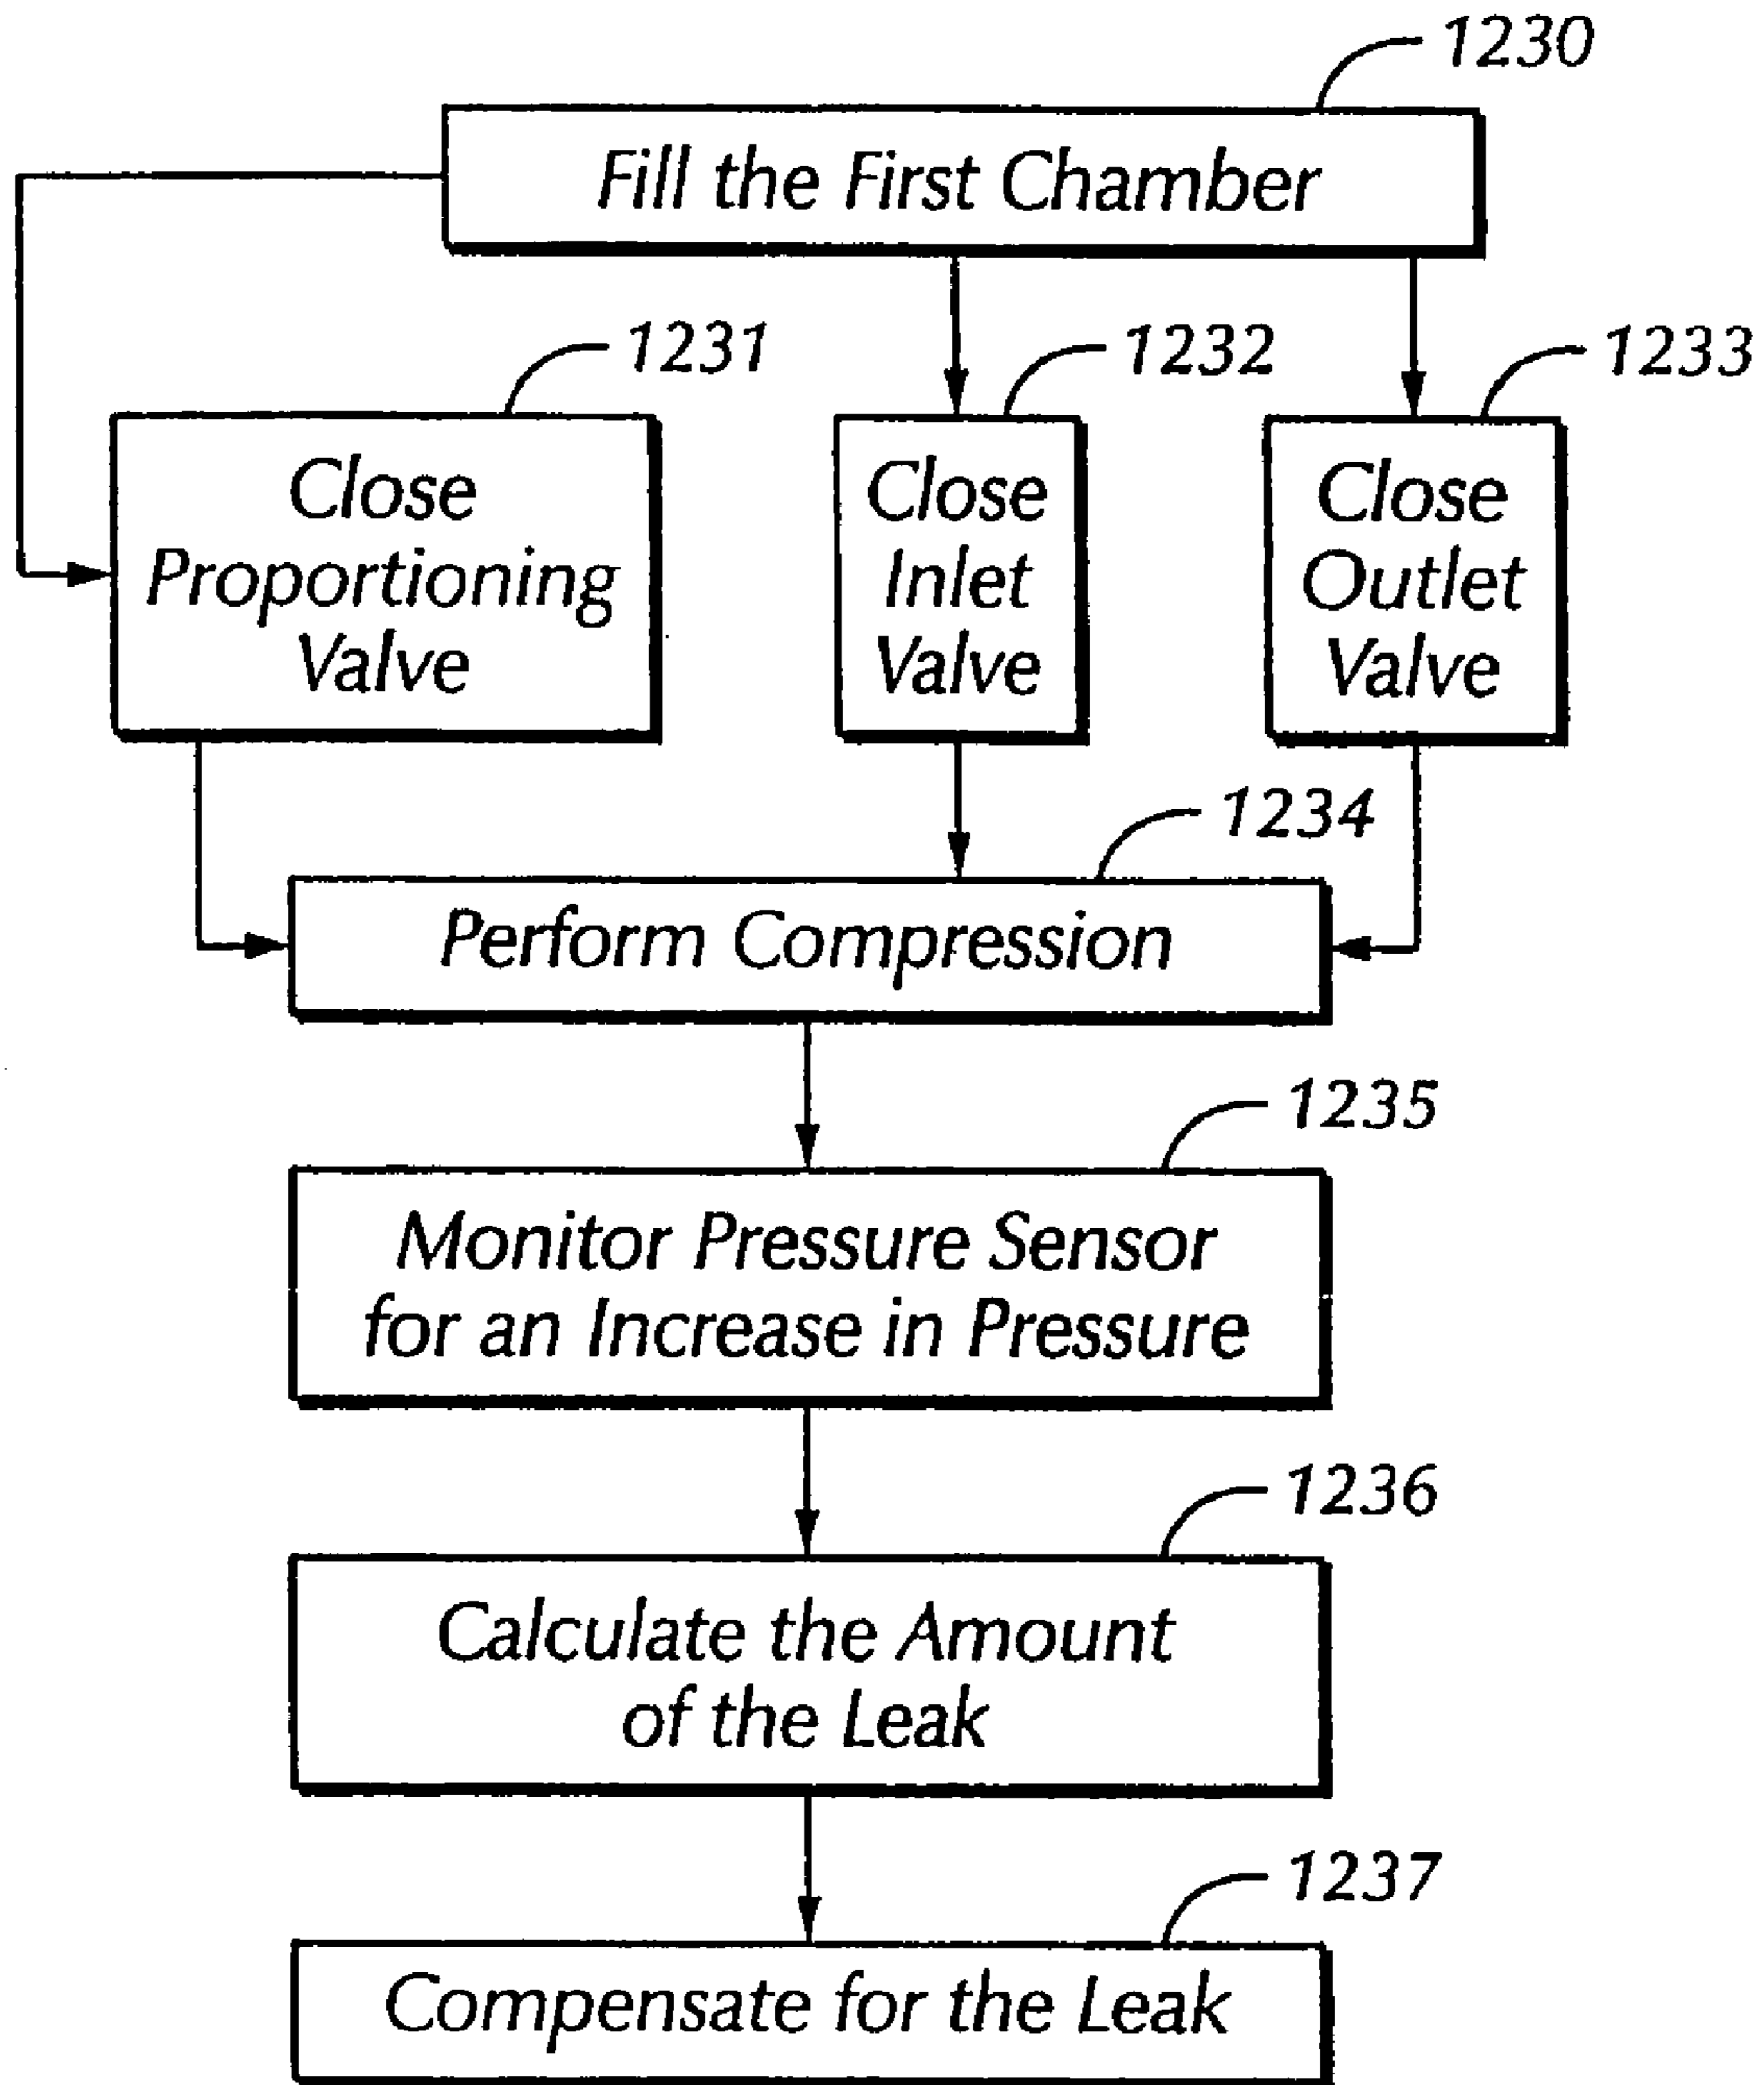 1230
Fill the First Chamber
1231
1232
1233
Close
Proportioning
Valve
Close
Inlet
Valve
Close
Outlet
Valve
1234
Perform Compression
1235
Monitor Pressure Sensor
for an Increase in Pressure
1236
Calculate the Amount
of the Leak
1237
Compensate for the Leak